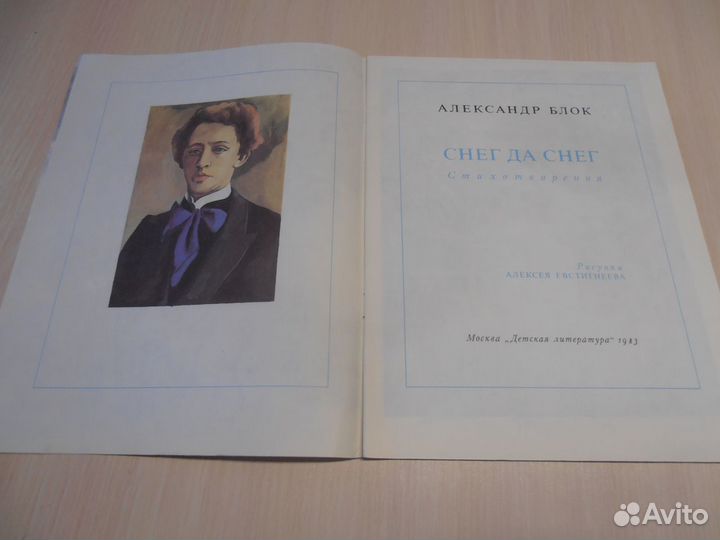 АЛЕКСАНДР БЛОК
СНЕГ ДА СНЕГ
Стихотворения
Рисунки
АЛЕКСЕЯ ЕВСТИГНЕЕВА
Москва „Детская литература“ 1983
Avito